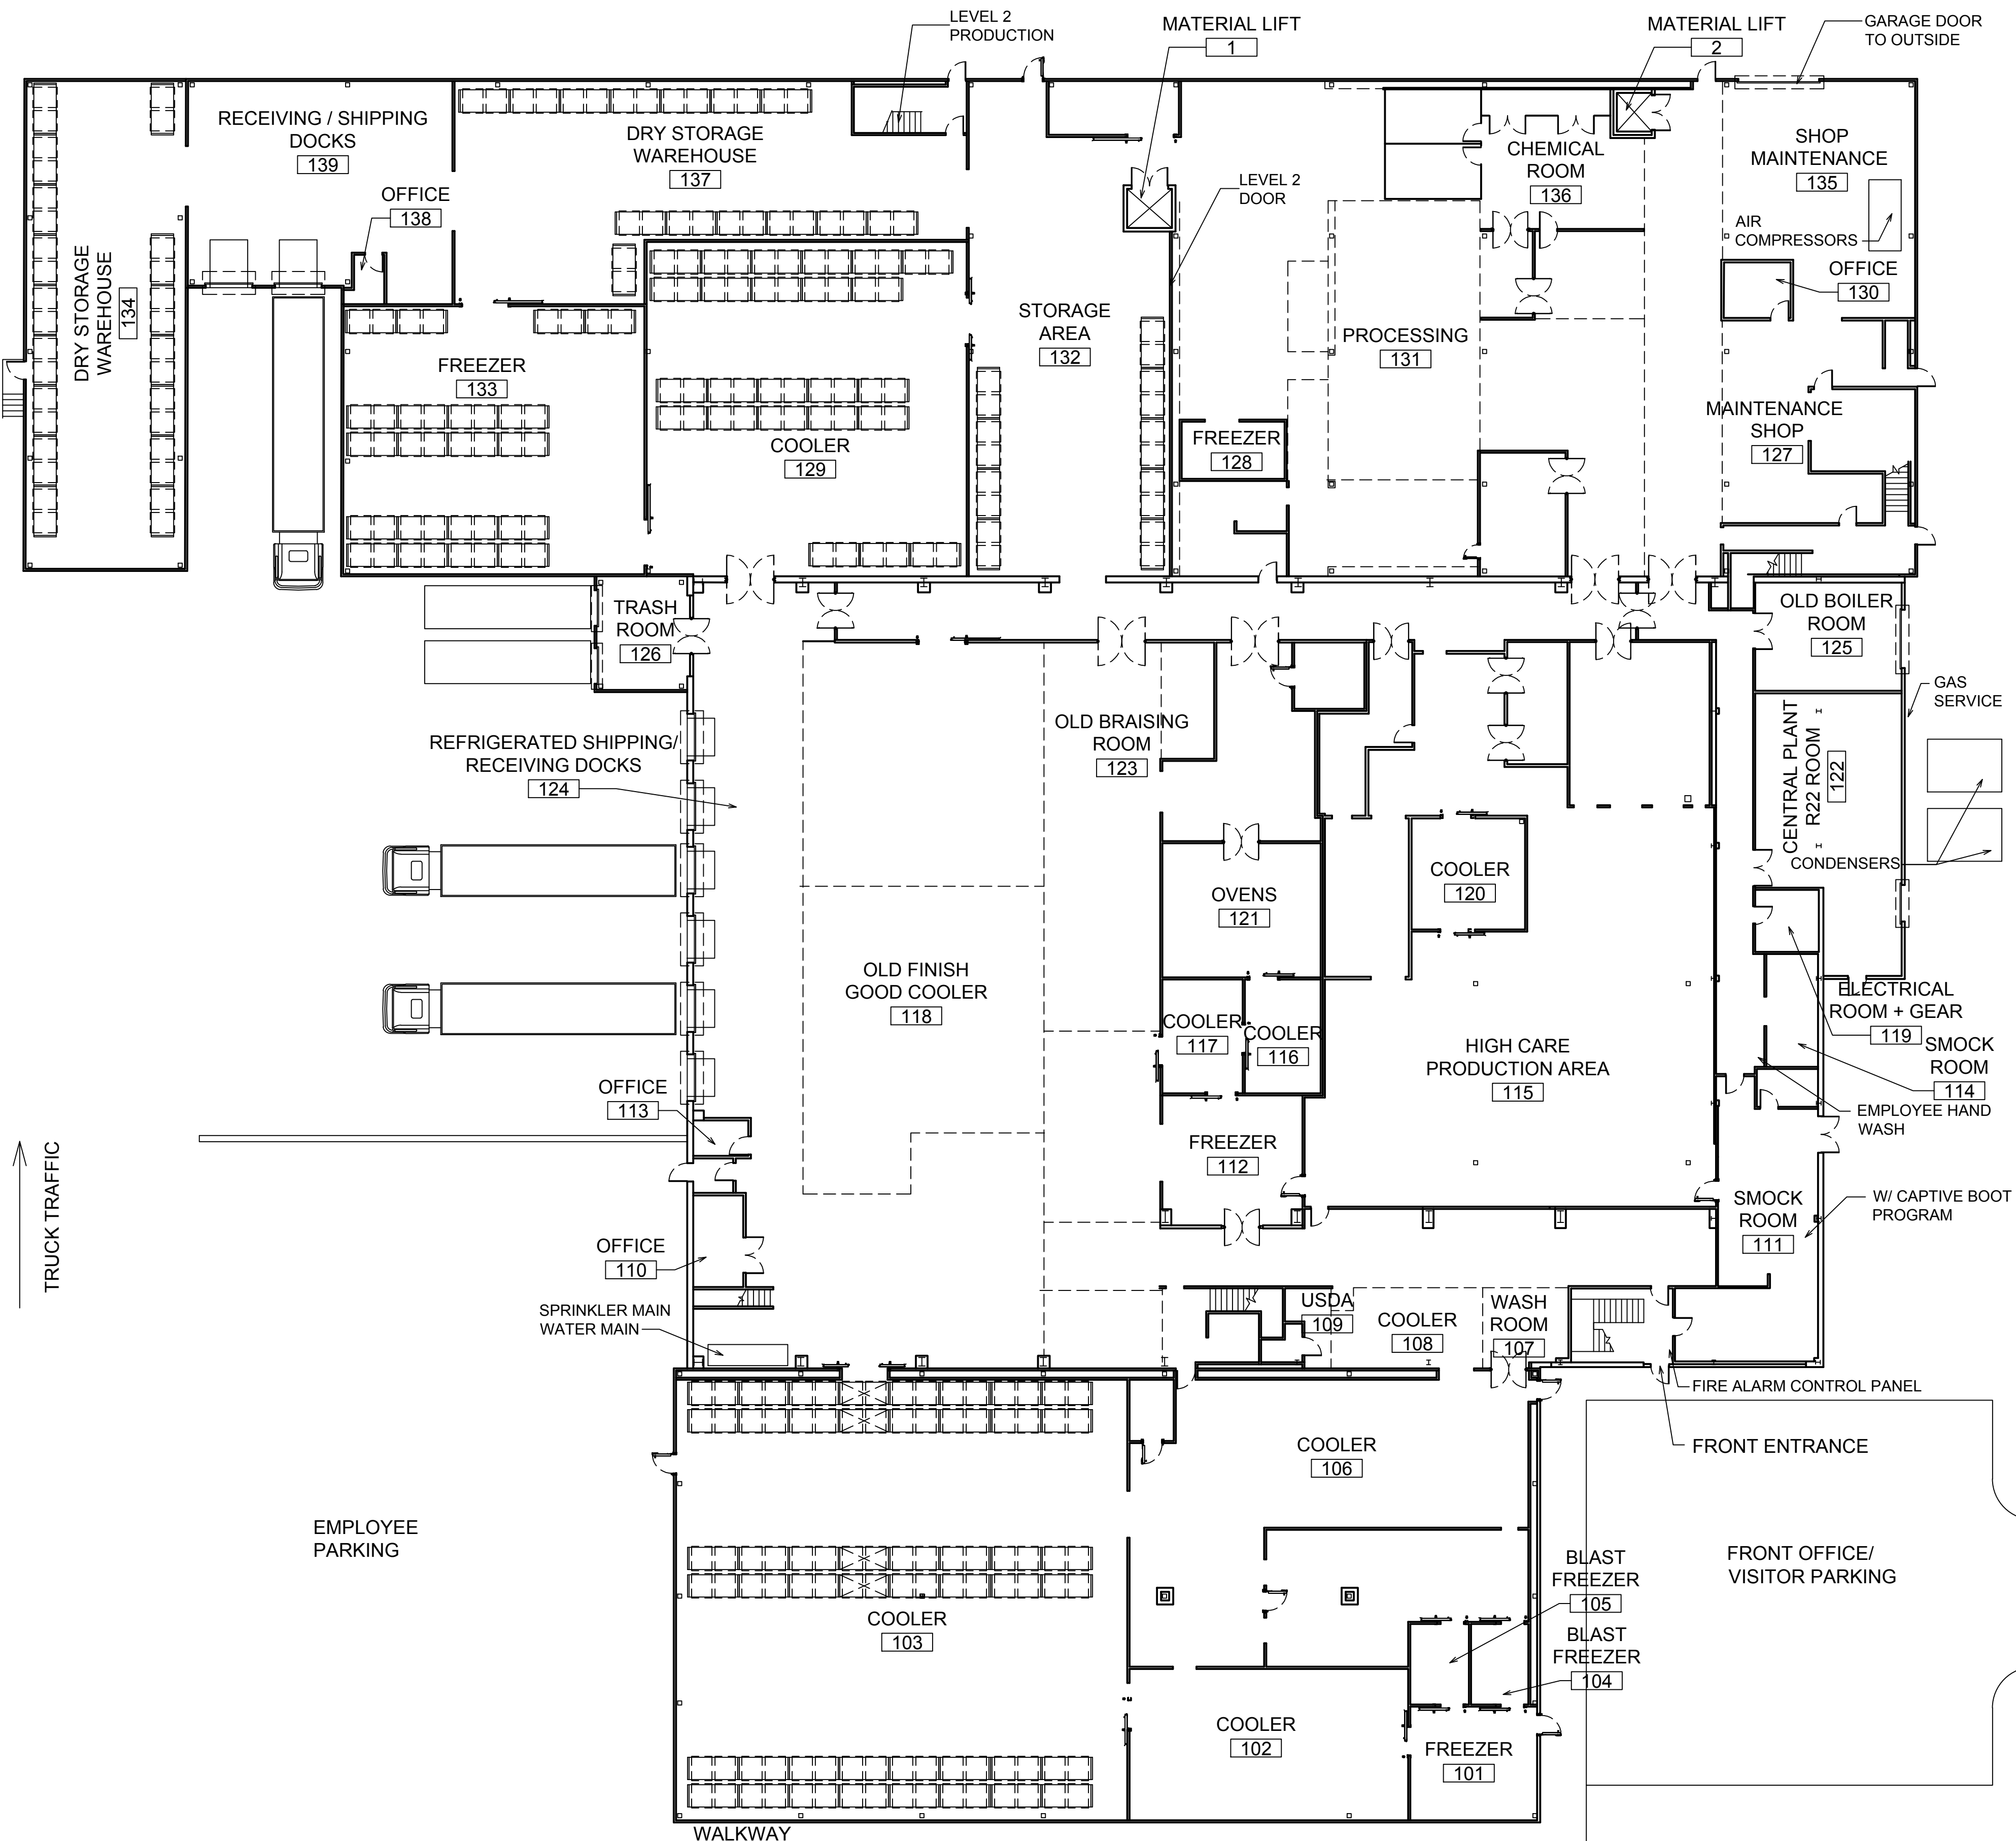 LEVEL 2
PRODUCTION
MATERIAL LIFT
1
MATERIAL LIFT
2
GARAGE DOOR
TO OUTSIDE
RECEIVING / SHIPPING
DOCKS
139
DRY STORAGE
WAREHOUSE
137
CHEMICAL
ROOM
136
SHOP
MAINTENANCE
135
OFFICE
138
LEVEL 2
DOOR
AIR
COMPRESSORS
OFFICE
130
DRY STORAGE
WAREHOUSE
134
STORAGE
AREA
132
PROCESSING
131
FREEZER
133
COOLER
129
FREEZER
128
MAINTENANCE
SHOP
127
TRASH
ROOM
126
OLD BOILER
ROOM
125
GAS
SERVICE
REFRIGERATED SHIPPING/
RECEIVING DOCKS
124
OLD BRAISING
ROOM
123
CENTRAL PLANT
R22 ROOM
122
CONDENSERS
OVENS
121
COOLER
120
OLD FINISH
GOOD COOLER
118
COOLER
117
COOLER
116
HIGH CARE
PRODUCTION AREA
115
ELECTRICAL
ROOM + GEAR
119
SMOCK
ROOM
114
EMPLOYEE HAND
WASH
OFFICE
113
FREEZER
112
SMOCK
ROOM
111
W/ CAPTIVE BOOT
PROGRAM
TRUCK TRAFFIC
OFFICE
110
SPRINKLER MAIN
WATER MAIN
USDA
109
COOLER
108
WASH
ROOM
107
FIRE ALARM CONTROL PANEL
FRONT ENTRANCE
COOLER
106
EMPLOYEE
PARKING
COOLER
103
BLAST
FREEZER
105
BLAST
FREEZER
104
FRONT OFFICE/
VISITOR PARKING
COOLER
102
FREEZER
101
WALKWAY